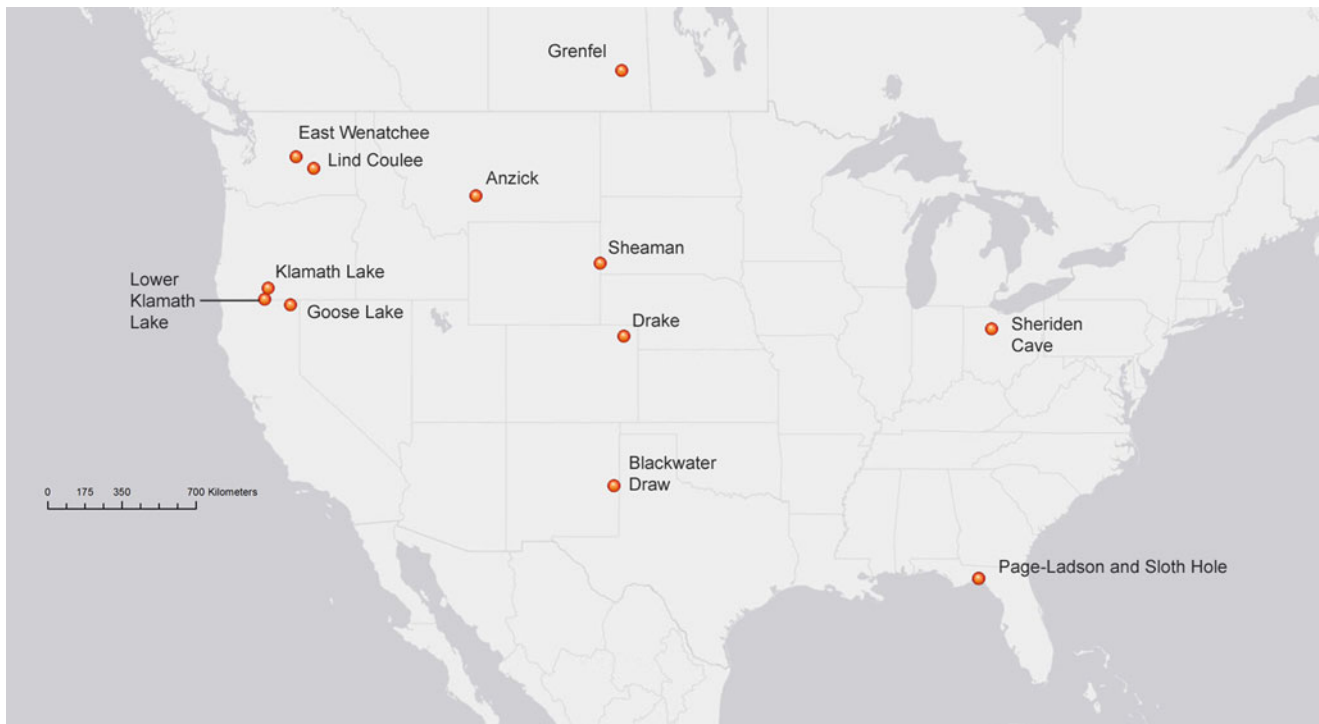 Grenfel
East Wenatchee
Lind Coulee
Anzick
Sheaman
Klamath Lake
Lower
Klamath
Lake
Goose Lake
Drake
Sheriden
Cave
Blackwater
Draw
0 175 350 700 Kilometers
Page-Ladson and Sloth Hole